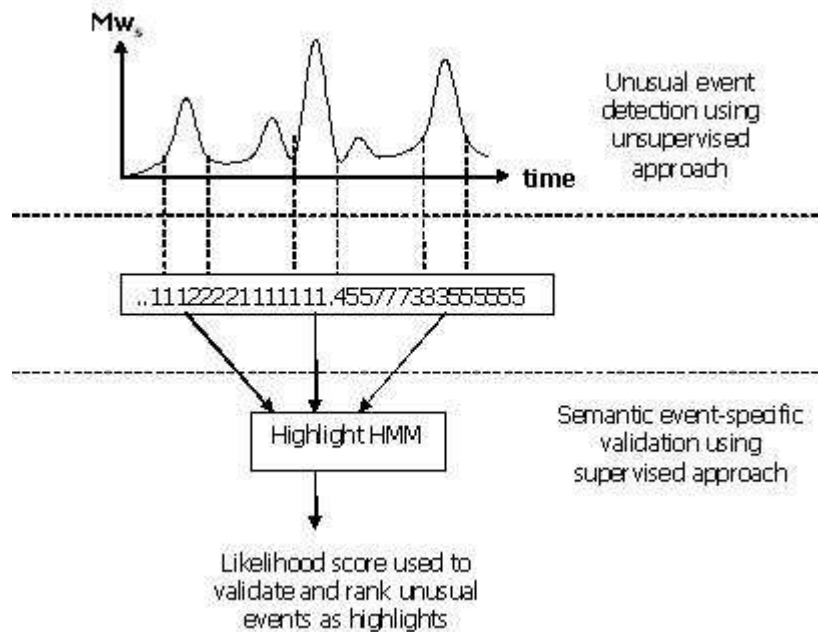 Mws
Unusual event
detection using
unsupervised
approach
time
..11122221111111.455777333555555
Highlight HMM
Semantic event-specific
validation using
supervised approach
Likelihood score used to
validate and rank unusual
events as highlights